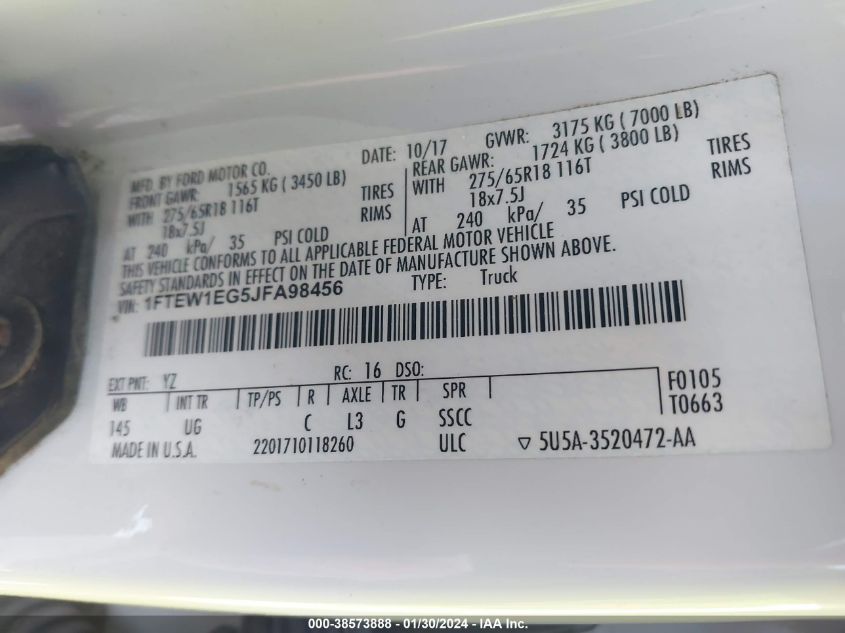 MFD. BY FORD MOTOR CO.
DATE: 10/17 GVWR: 3175 KG ( 7000 LB)
FRONT GAWR: 1565 KG ( 3450 LB)
WITH 275/65R18 116T TIRES
18x7.5J RIMS
AT 240 kPa/ 35 PSI COLD
REAR GAWR: 1724 KG ( 3800 LB)
WITH 275/65R18 116T TIRES
18x7.5J RIMS
AT 240 kPa/ 35 PSI COLD
THIS VEHICLE CONFORMS TO ALL APPLICABLE FEDERAL MOTOR VEHICLE
SAFETY STANDARDS IN EFFECT ON THE DATE OF MANUFACTURE SHOWN ABOVE.
VIN: 1FTEW1EG5JFA98456 TYPE: Truck
EXT PNT: YZ RC: 16 DSO:
WB INT TR TP/PS R AXLE TR SPR F0105
T0663
145 UG C L3 G SSCC
MADE IN U.S.A. 2201710118260 ULC ▽ 5U5A-3520472-AA
000-38573888 - 01/30/2024 - IAA Inc.